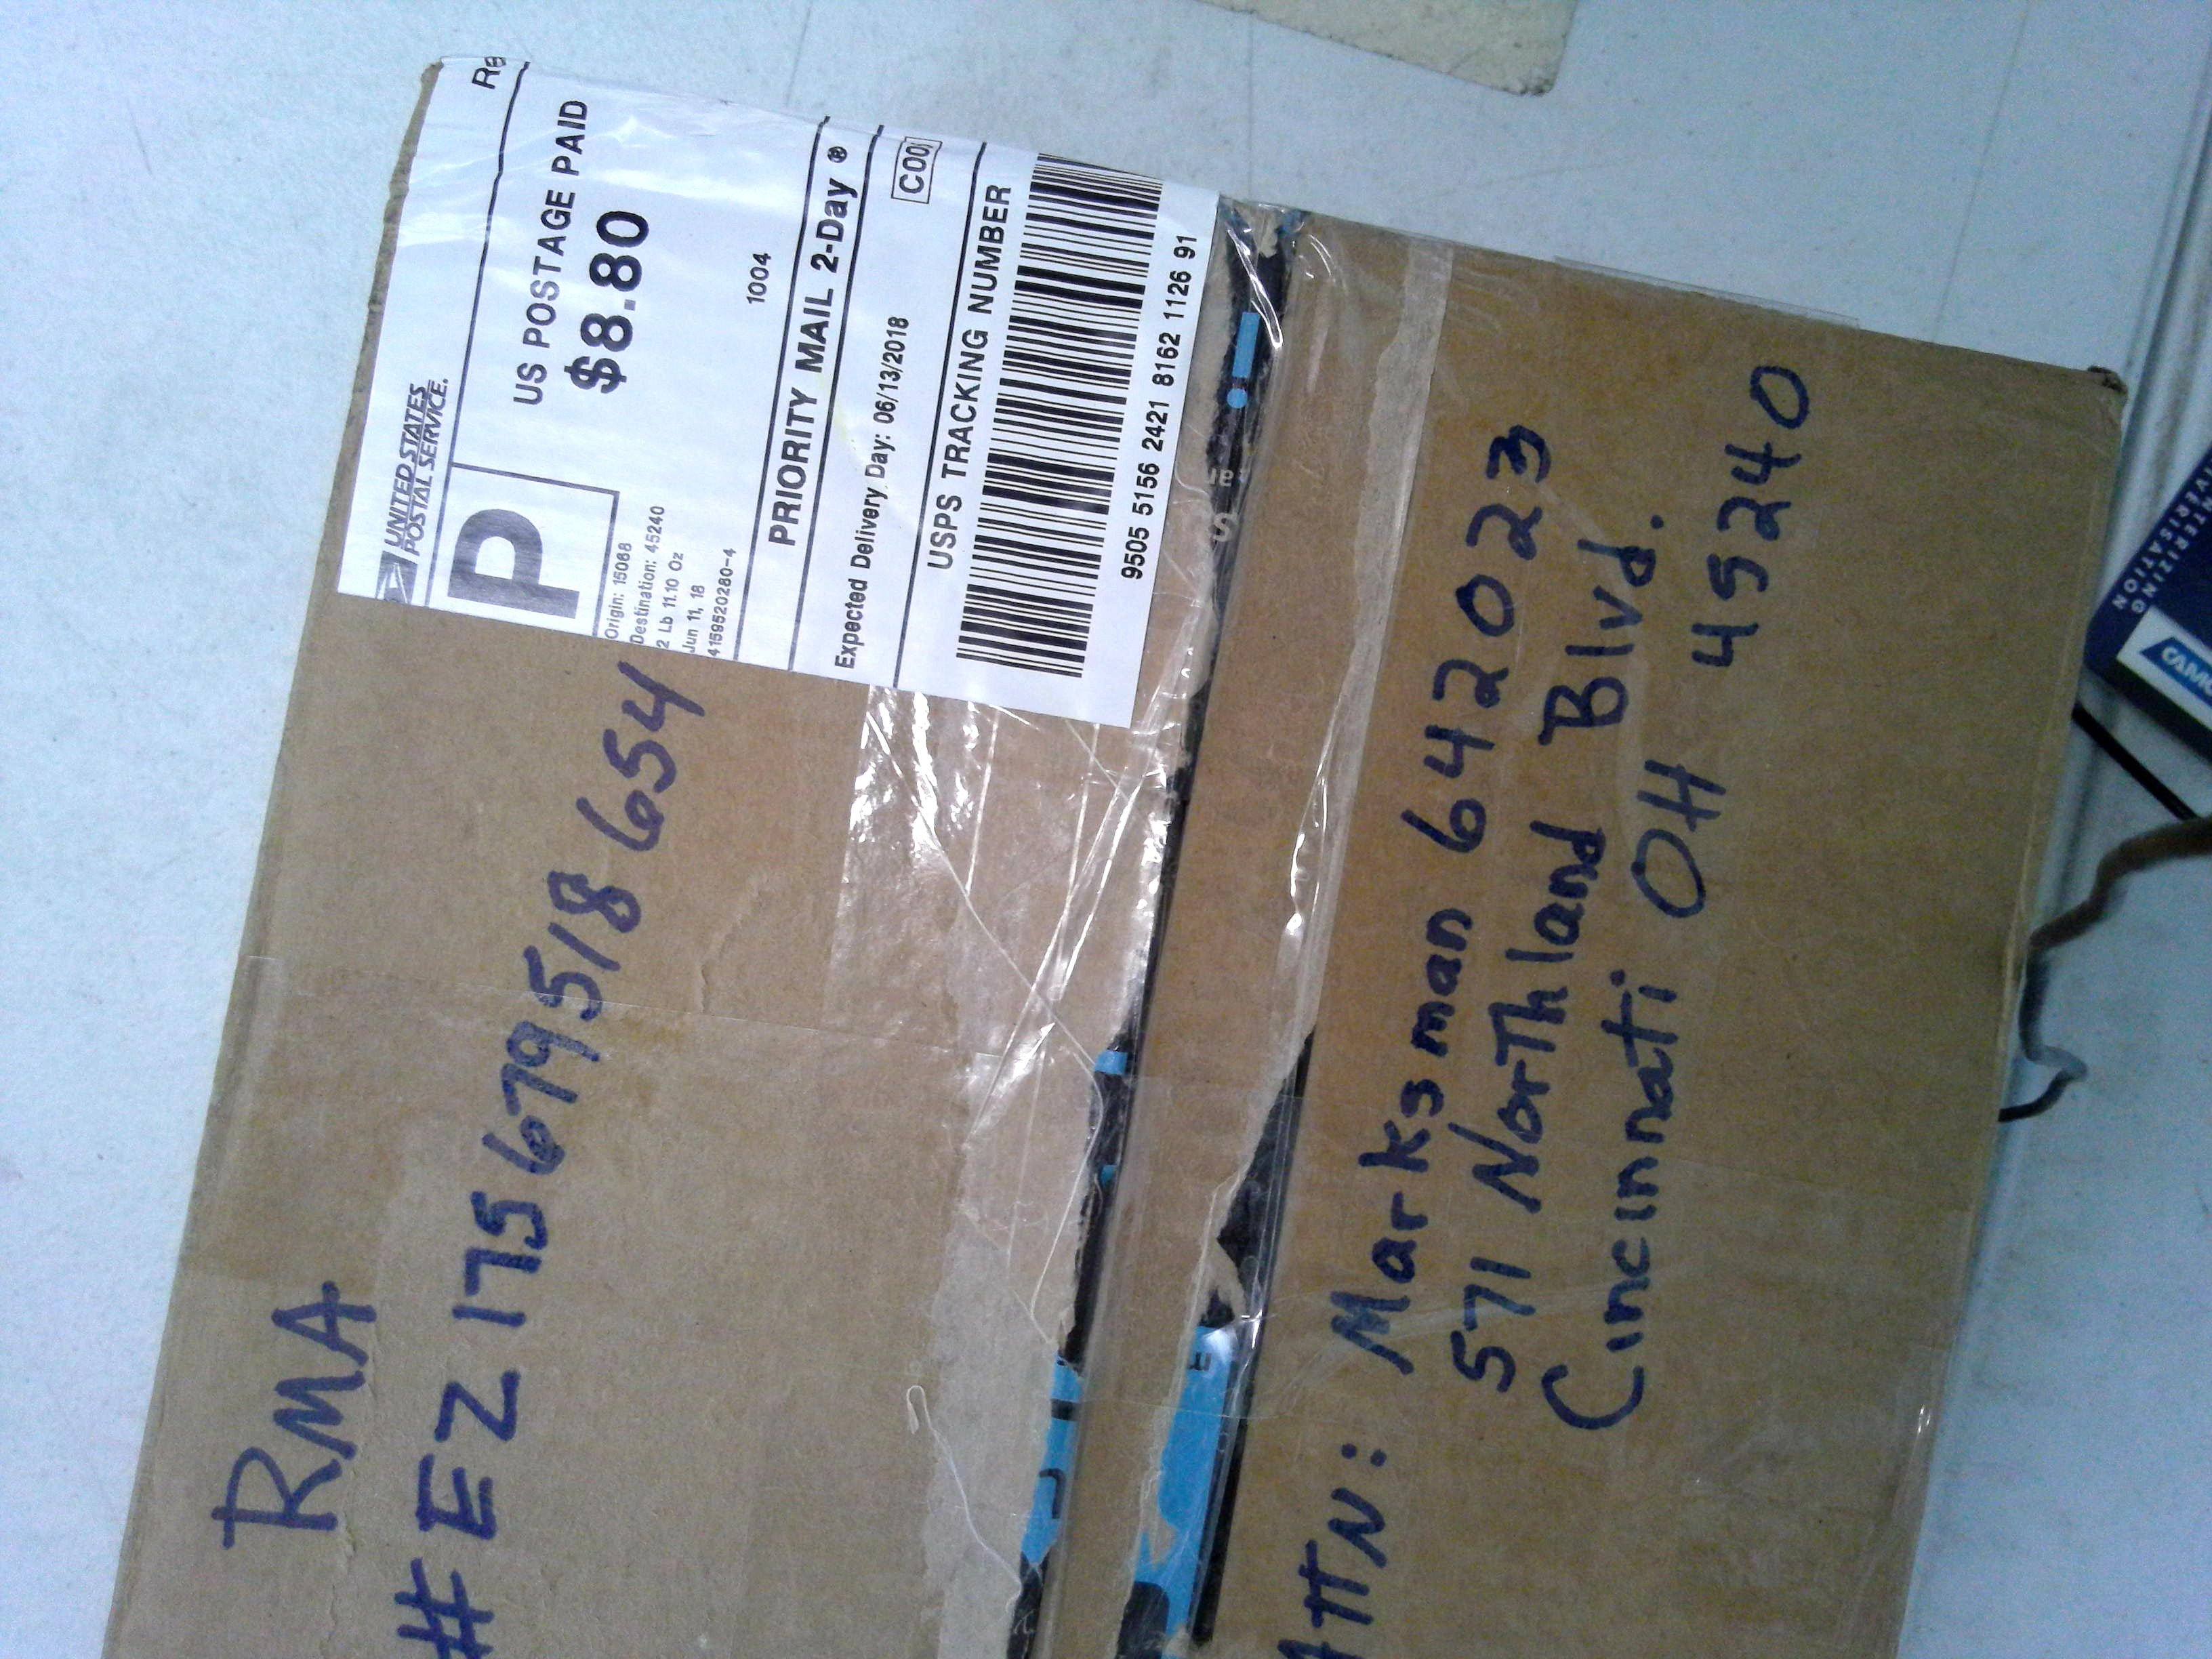 UNITED STATES
POSTAL SERVICE.
P
US POSTAGE PAID
$8.80
Origin: 15068
Destination: 45240
2 Lb 11.10 Oz
Jun 11, 18
4159520280-4
1004
PRIORITY MAIL 2-Day ®
Expected Delivery Day: 06/13/2018
USPS TRACKING NUMBER
9505 5156 2421 8162 1126 91
RMA
#EZ175679518654
ATTN: Marksman 642023
571 Northland Blvd.
Cincinnati OH 45240